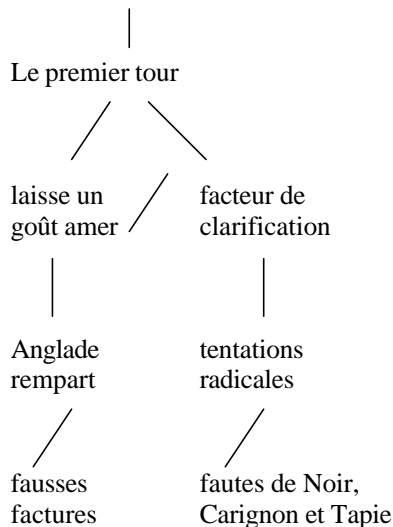 Le premier tour
laisse un
goût amer
facteur de
clarification
Anglade
rempart
tentations
radicales
fausses
factures
fautes de Noir,
Carignon et Tapie